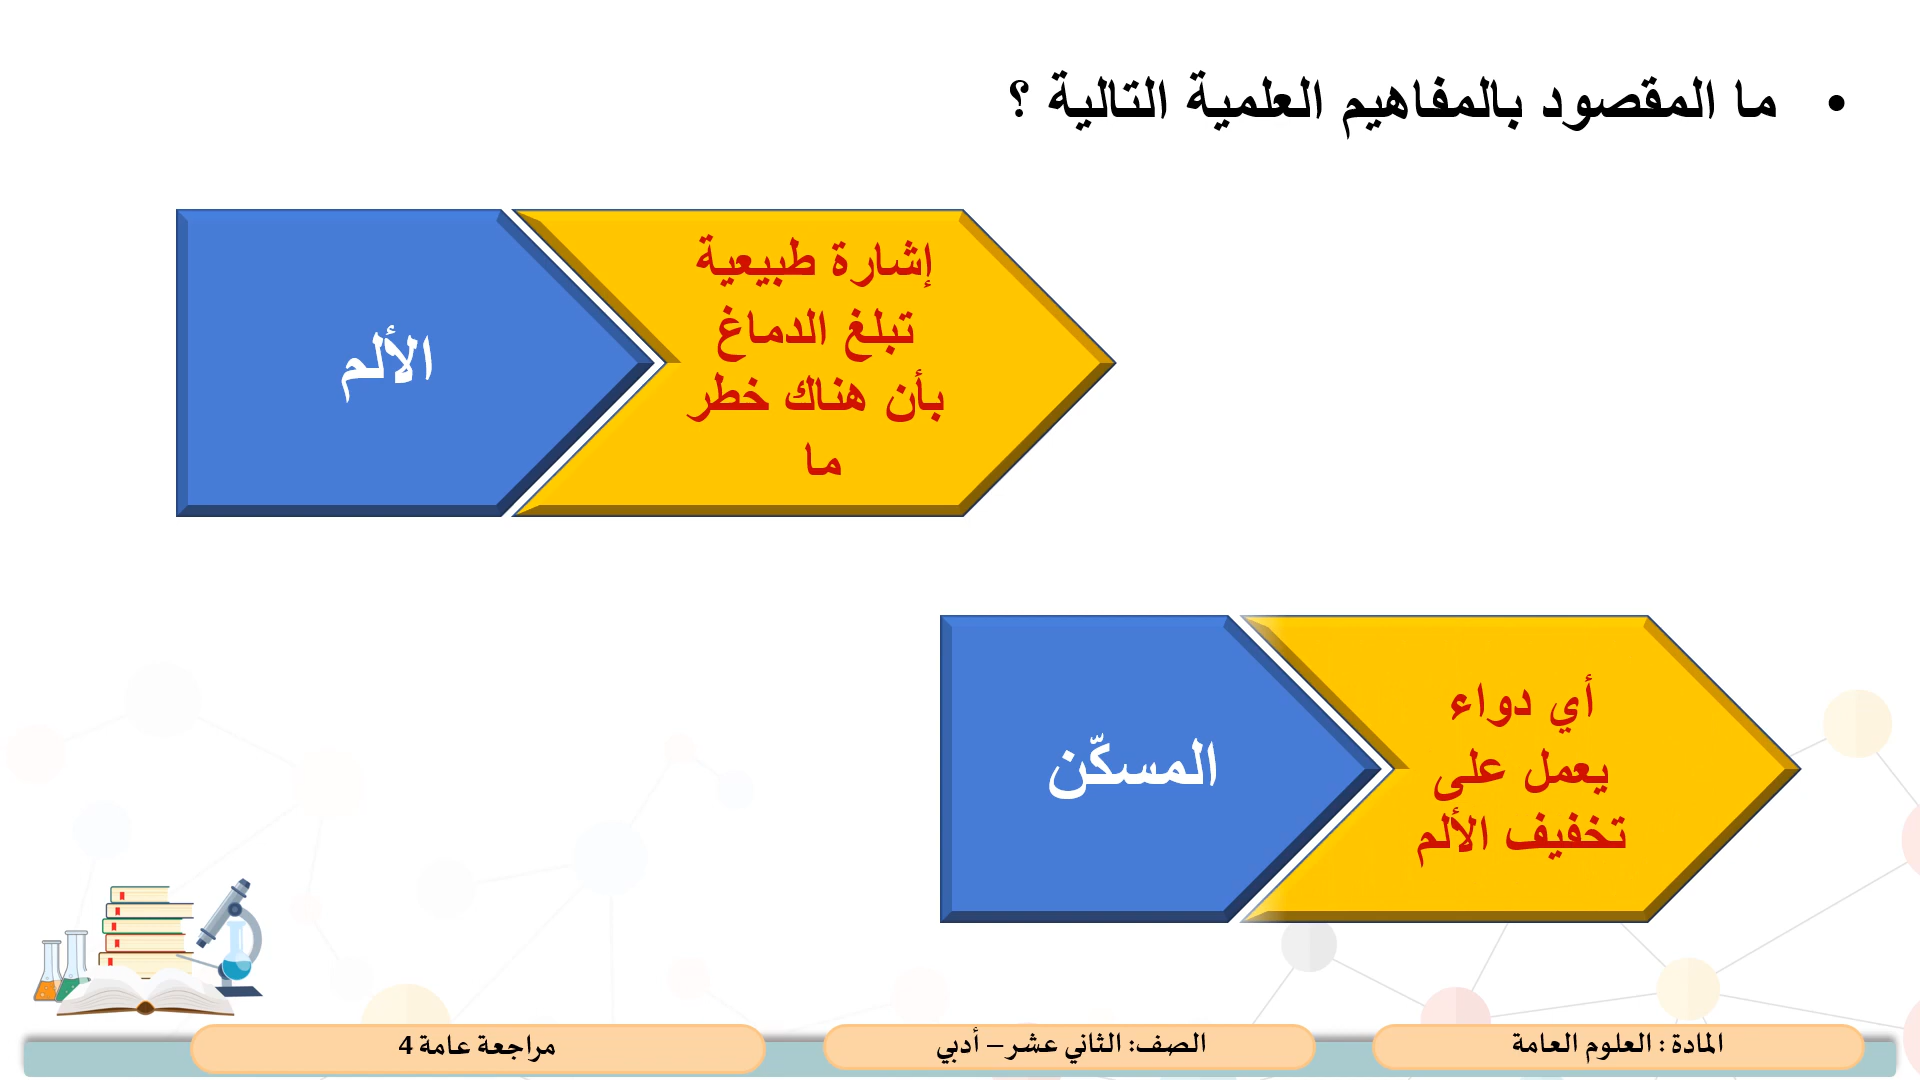 • ما المقصود بالمفاهيم العلمية التالية ؟
الألم
إشارة طبيعية
تبلغ الدماغ
بأن هناك خطر
ما
المسكّن
أي دواء
يعمل على
تخفيف الألم
المادة : العلوم العامة
الصف: الثاني عشر – أدبي
مراجعة عامة 4